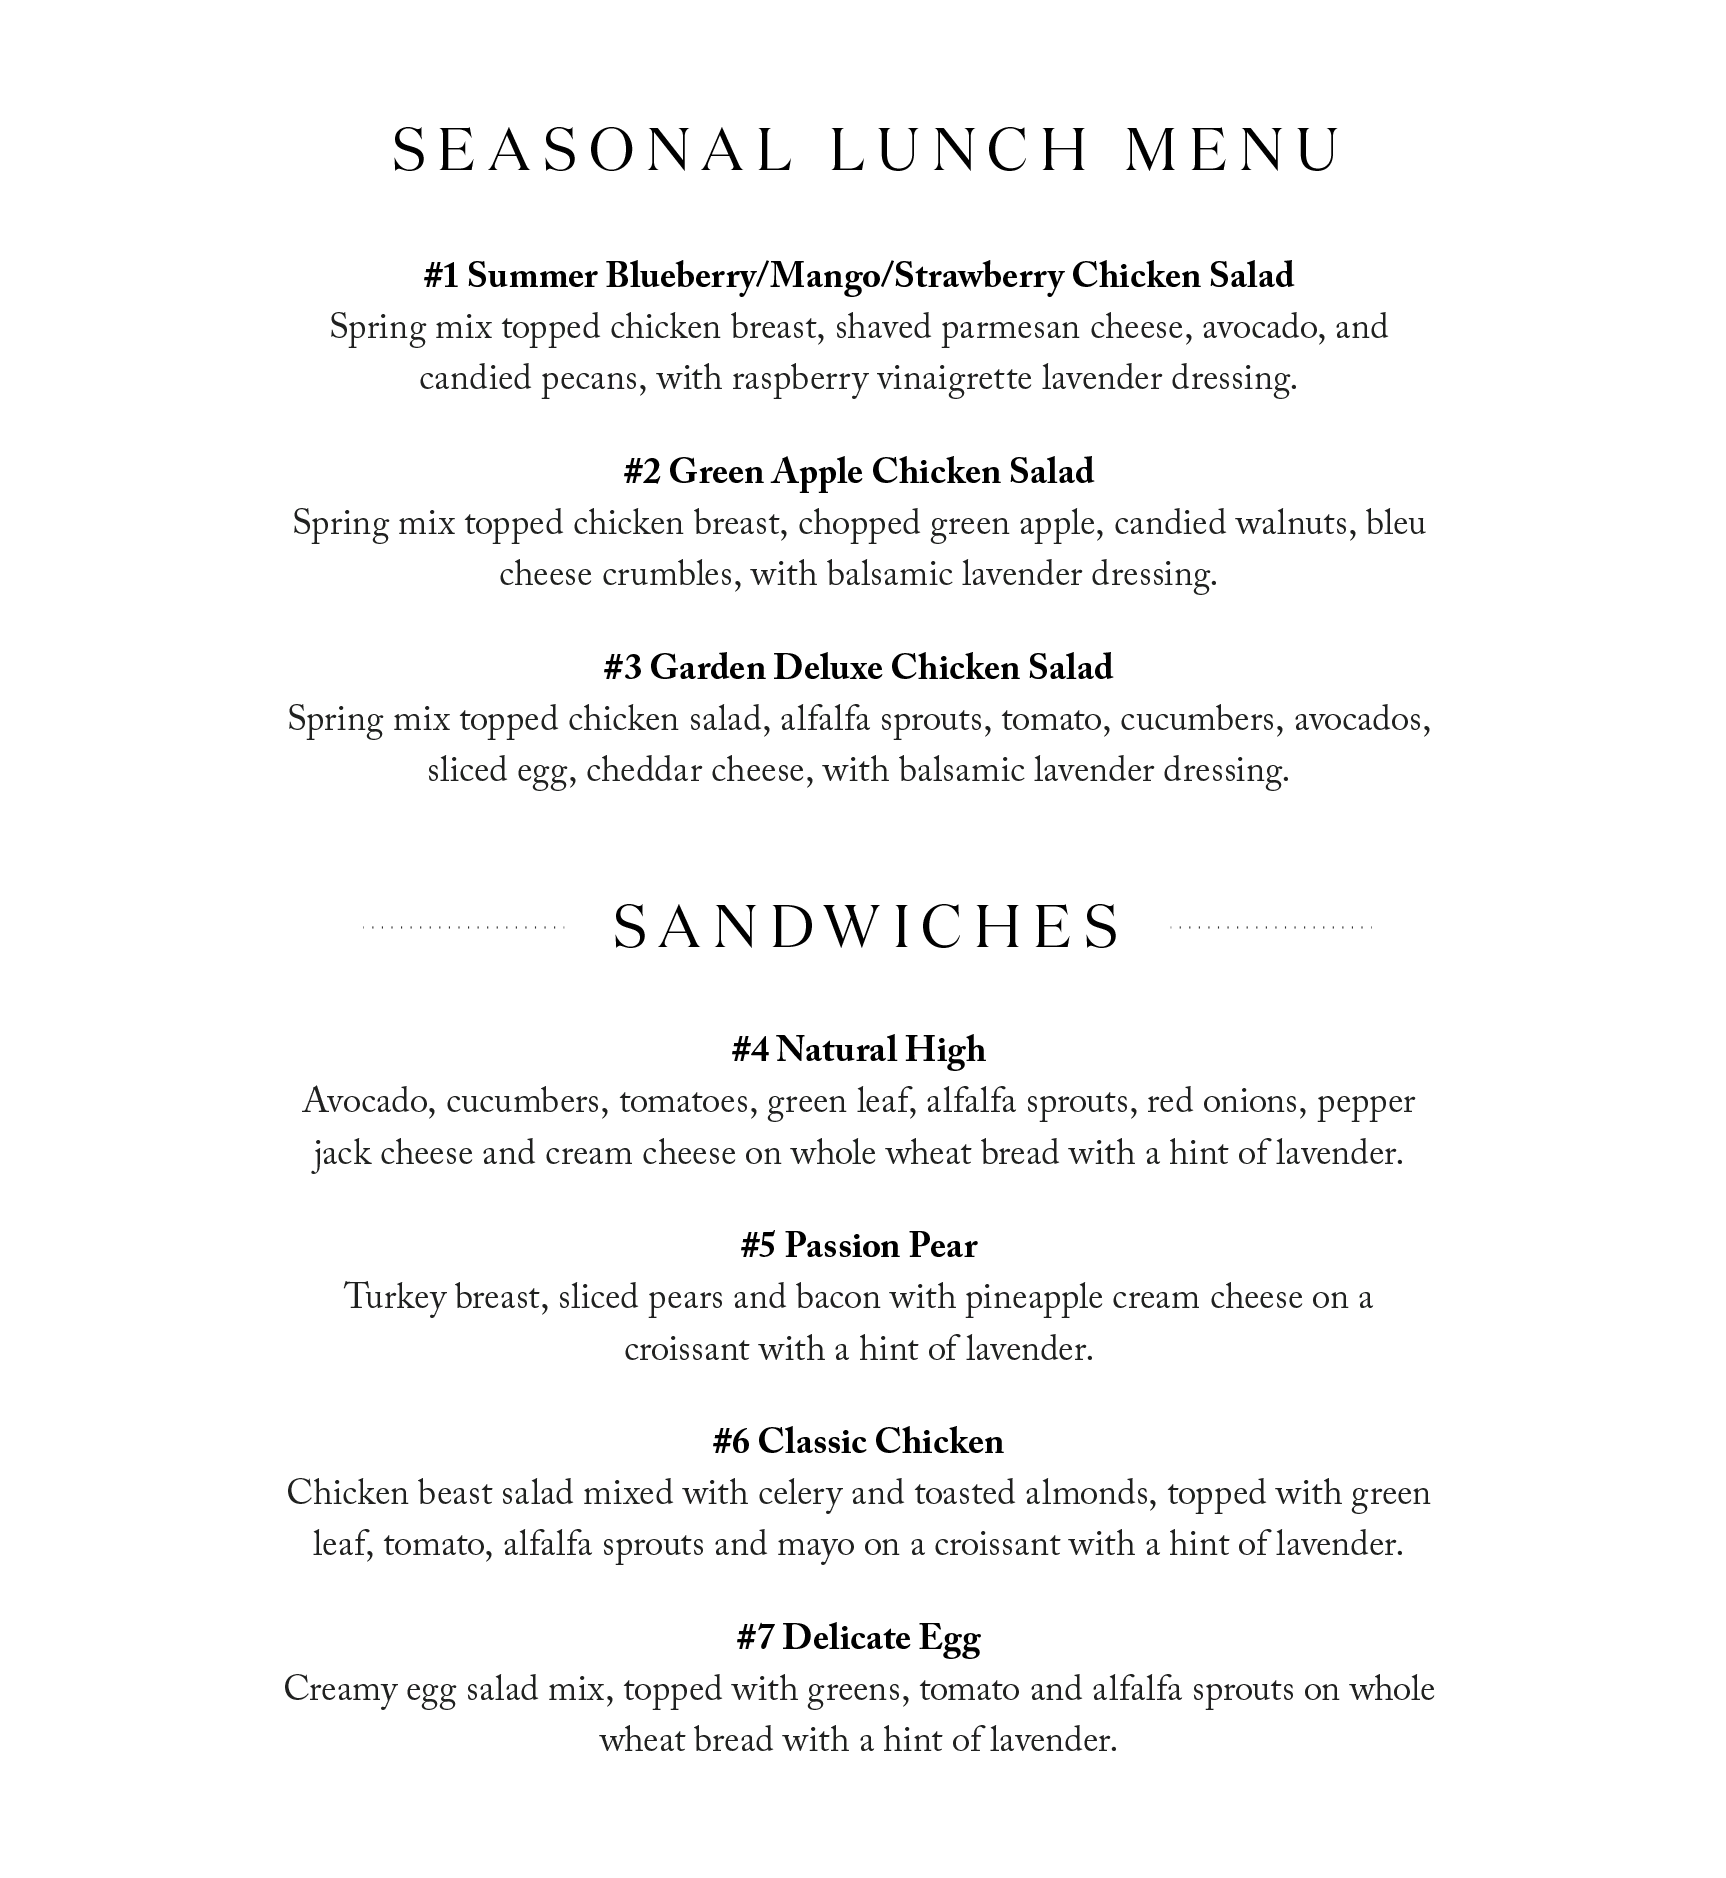 SEASONAL LUNCH MENU
#1 Summer Blueberry/Mango/Strawberry Chicken Salad
Spring mix topped chicken breast, shaved parmesan cheese, avocado, and
candied pecans, with raspberry vinaigrette lavender dressing.
#2 Green Apple Chicken Salad
Spring mix topped chicken breast, chopped green apple, candied walnuts, bleu
cheese crumbles, with balsamic lavender dressing.
#3 Garden Deluxe Chicken Salad
Spring mix topped chicken salad, alfalfa sprouts, tomato, cucumbers, avocados,
sliced egg, cheddar cheese, with balsamic lavender dressing.
SANDWICHES
#4 Natural High
Avocado, cucumbers, tomatoes, green leaf, alfalfa sprouts, red onions, pepper
jack cheese and cream cheese on whole wheat bread with a hint of lavender.
#5 Passion Pear
Turkey breast, sliced pears and bacon with pineapple cream cheese on a
croissant with a hint of lavender.
#6 Classic Chicken
Chicken beast salad mixed with celery and toasted almonds, topped with green
leaf, tomato, alfalfa sprouts and mayo on a croissant with a hint of lavender.
#7 Delicate Egg
Creamy egg salad mix, topped with greens, tomato and alfalfa sprouts on whole
wheat bread with a hint of lavender.